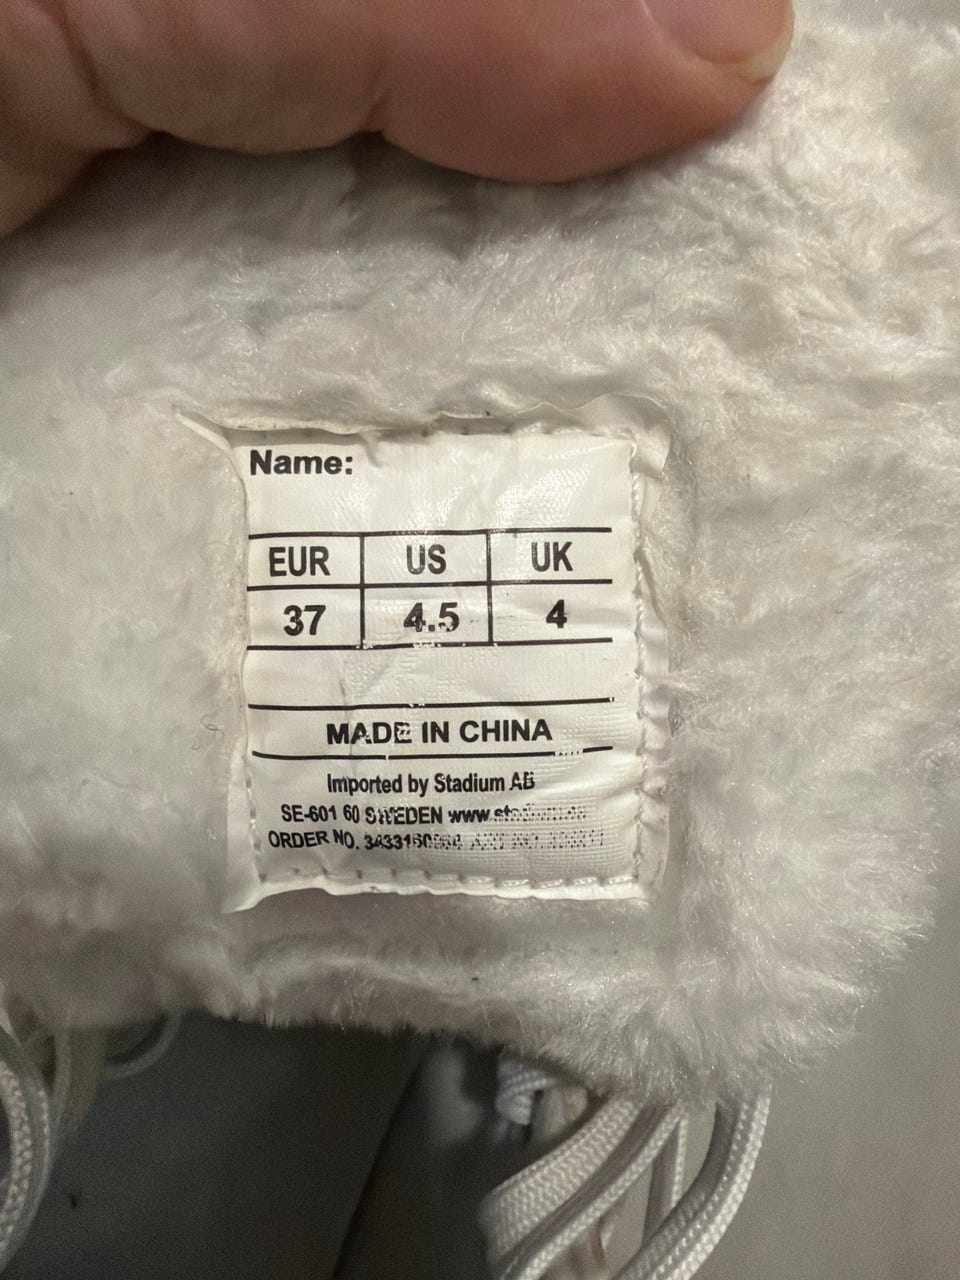 Name:
EUR US UK
37 4.5 4
MADE IN CHINA
Imported by Stadium AB
SE-601 60 SWEDEN www.
ORDER NO.